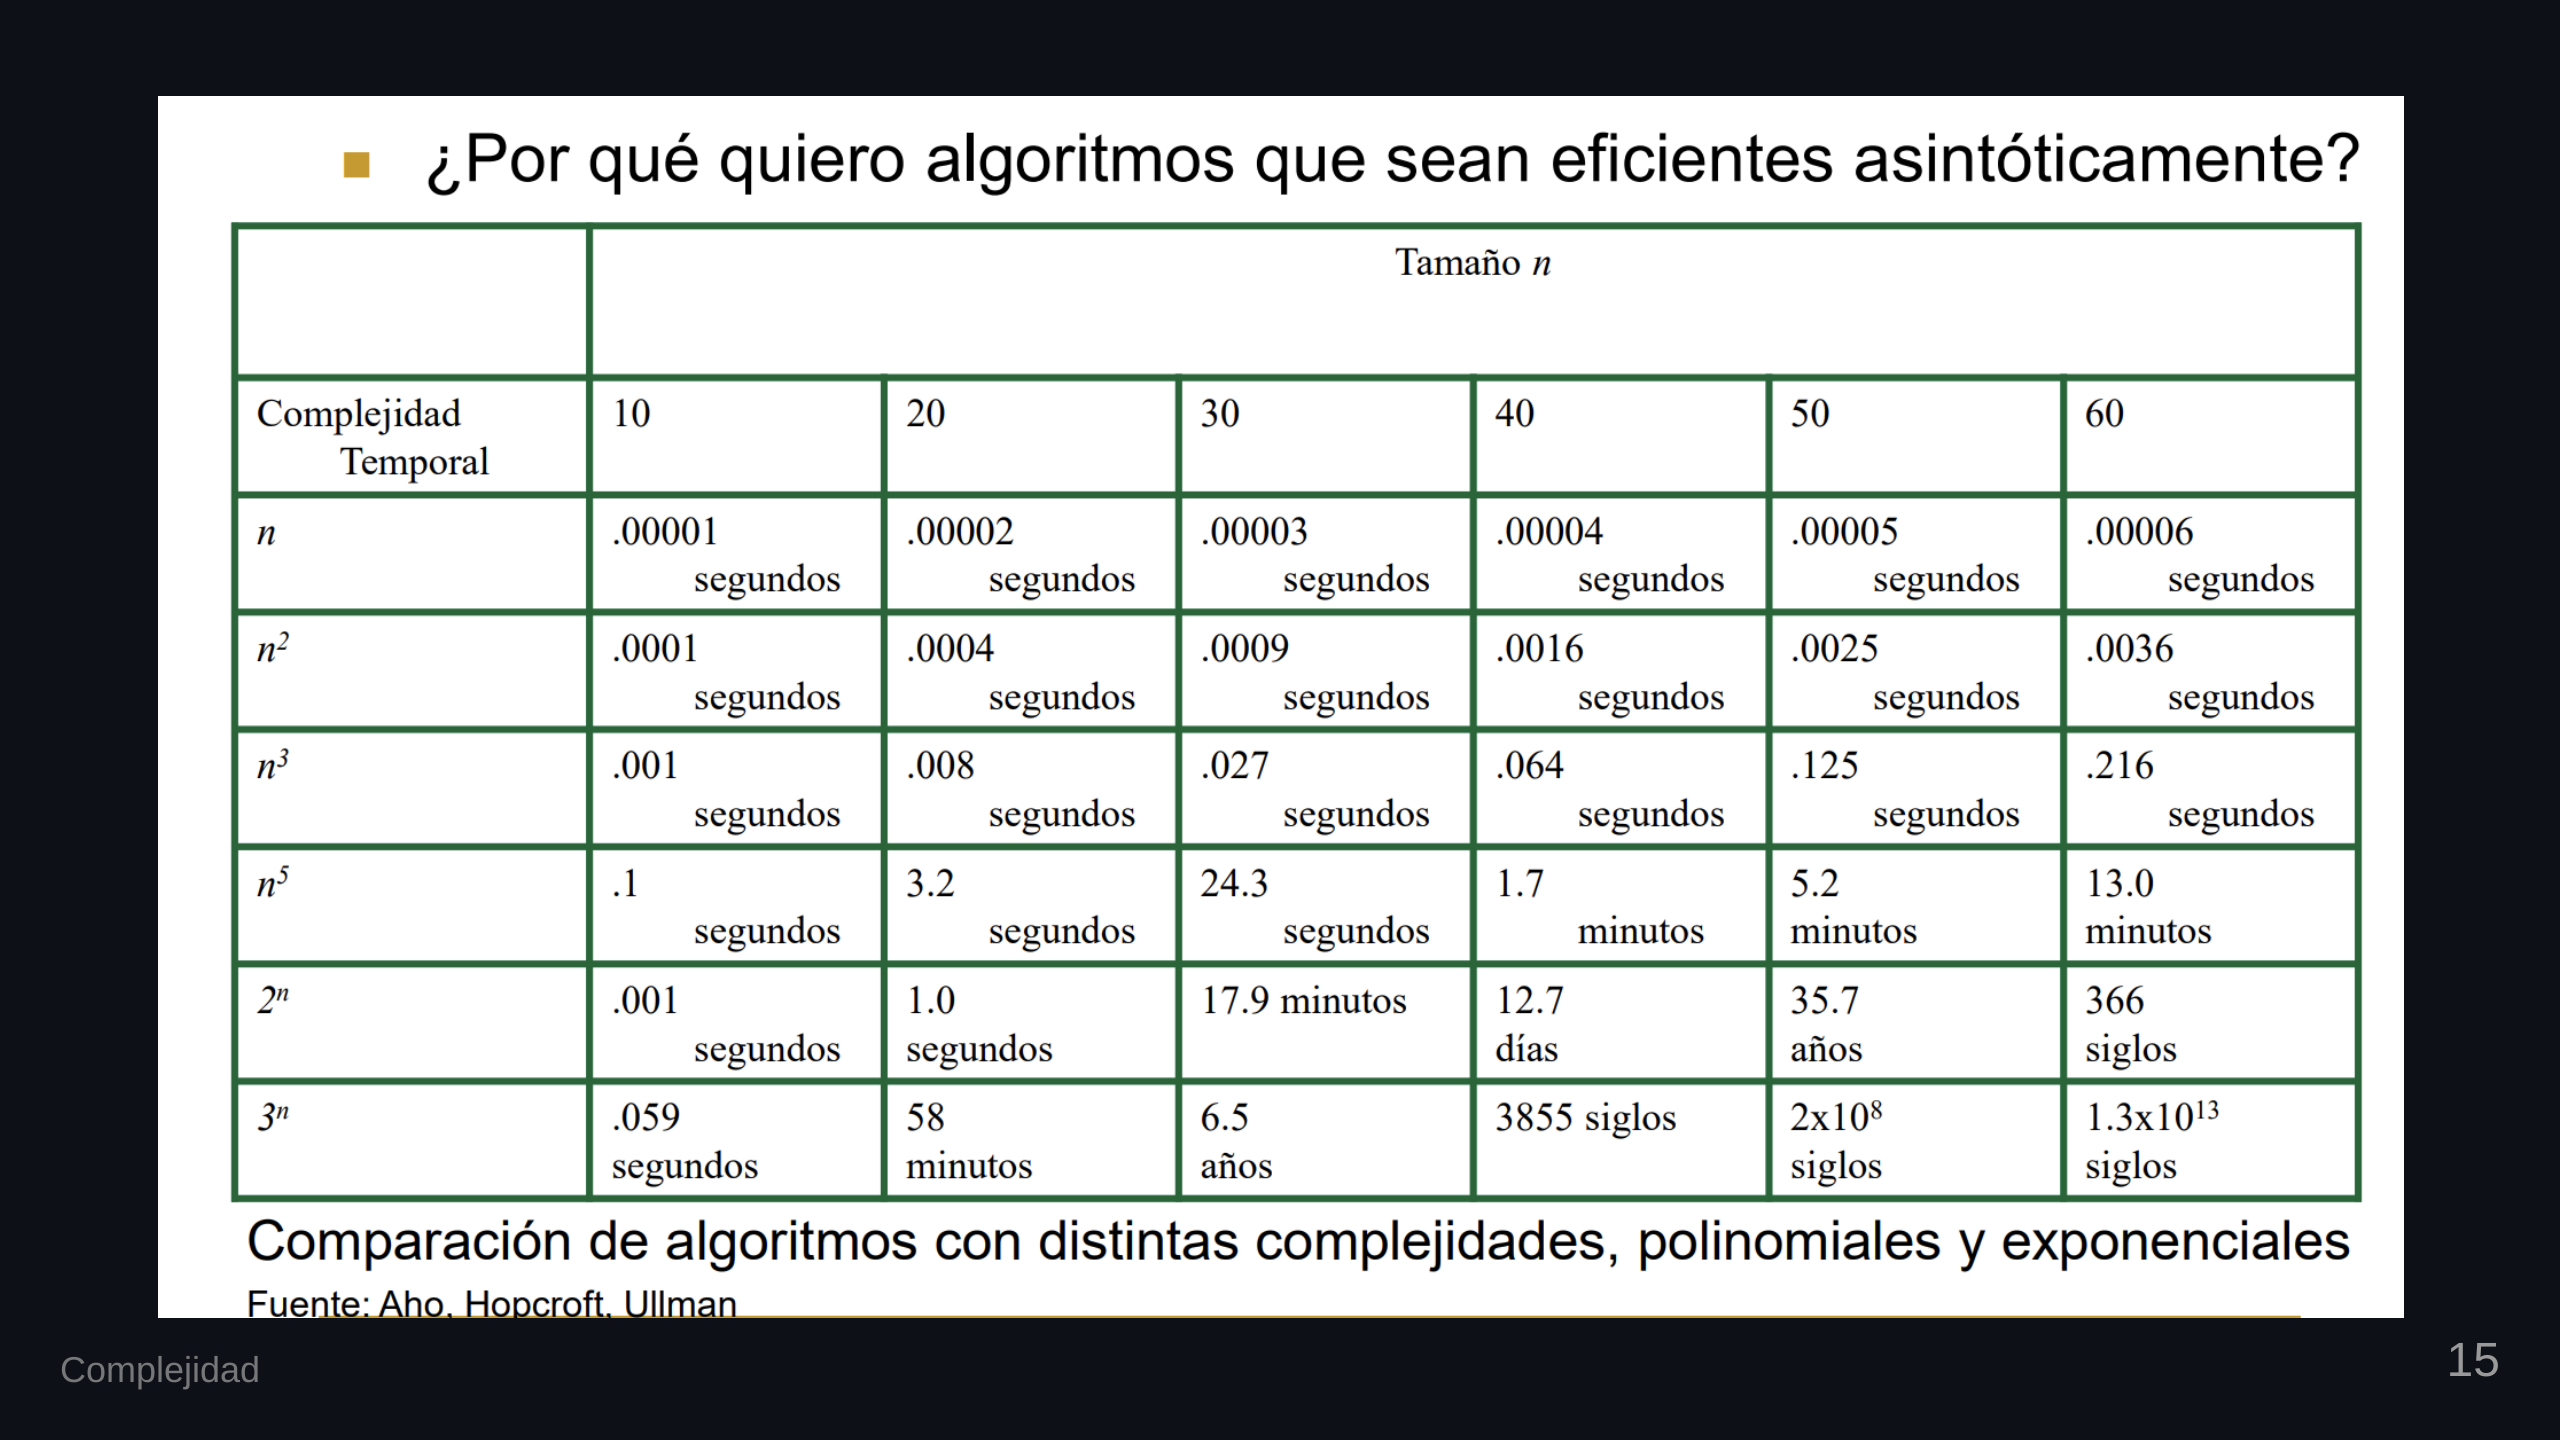 ¿Por qué quiero algoritmos que sean eficientes asintóticamente?
Tamaño n
Complejidad
Temporal
10
20
30
40
50
60
n
.00001
segundos
.00002
segundos
.00003
segundos
.00004
segundos
.00005
segundos
.00006
segundos
n²
.0001
segundos
.0004
segundos
.0009
segundos
.0016
segundos
.0025
segundos
.0036
segundos
n³
.001
segundos
.008
segundos
.027
segundos
.064
segundos
.125
segundos
.216
segundos
n⁵
.1
segundos
3.2
segundos
24.3
segundos
1.7
minutos
5.2
minutos
13.0
minutos
2ⁿ
.001
segundos
1.0
segundos
17.9 minutos
12.7
días
35.7
años
366
siglos
3ⁿ
.059
segundos
58
minutos
6.5
años
3855 siglos
2x10⁸
siglos
1.3x10¹³
siglos
Comparación de algoritmos con distintas complejidades, polinomiales y exponenciales
Fuente: Aho, Hopcroft, Ullman
Complejidad
15